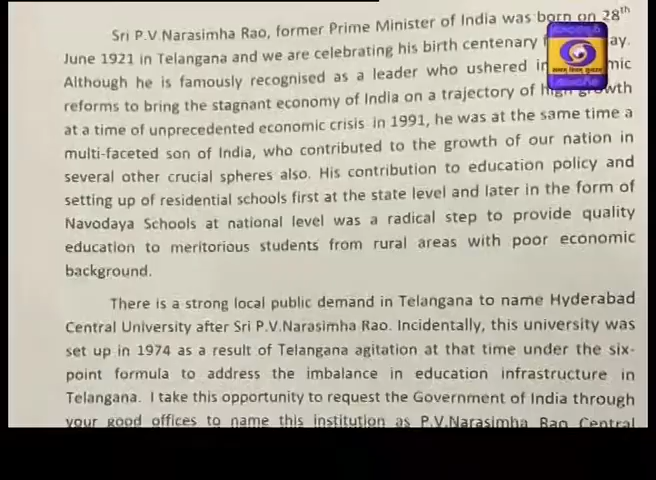 Sri P.V.Narasimha Rao, former Prime Minister of India was born on 28th
June 1921 in Telangana and we are celebrating his birth centenary ay.
Although he is famously recognised as a leader who ushered in mic
reforms to bring the stagnant economy of India on a trajectory of high growth
at a time of unprecedented economic crisis in 1991, he was at the same time a
multi-faceted son of India, who contributed to the growth of our nation in
several other crucial spheres also. His contribution to education policy and
setting up of residential schools first at the state level and later in the form of
Navodaya Schools at national level was a radical step to provide quality
education to meritorious students from rural areas with poor economic
background.
There is a strong local public demand in Telangana to name Hyderabad
Central University after Sri P.V.Narasimha Rao. Incidentally, this university was
set up in 1974 as a result of Telangana agitation at that time under the six-
point formula to address the imbalance in education infrastructure in
Telangana. I take this opportunity to request the Government of India through
your good offices to name this institution as P.V.Narasimha Rao Central